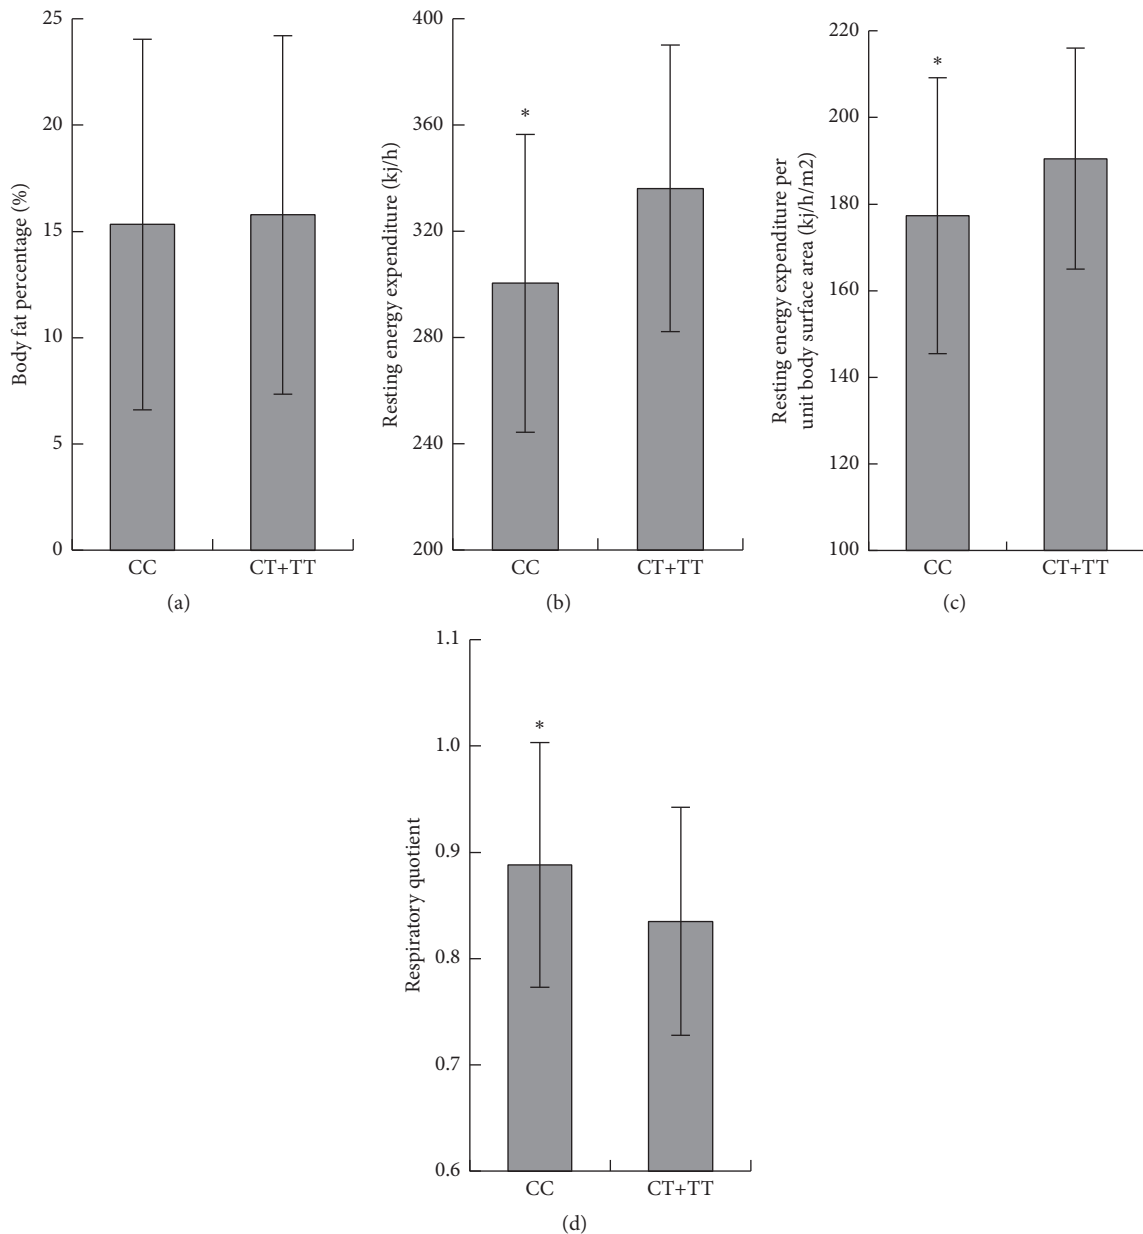 Body fat percentage (%)
25
20
15
10
5
0
CC
CT+TT
(a)
Resting energy expenditure (kj/h)
400
360
320
280
240
200
*
CC
CT+TT
(b)
Resting energy expenditure per
unit body surface area (kj/h/m2)
220
200
180
160
140
120
100
*
CC
CT+TT
(c)
Respiratory quotient
1.1
1.0
0.9
0.8
0.7
0.6
*
CC
CT+TT
(d)